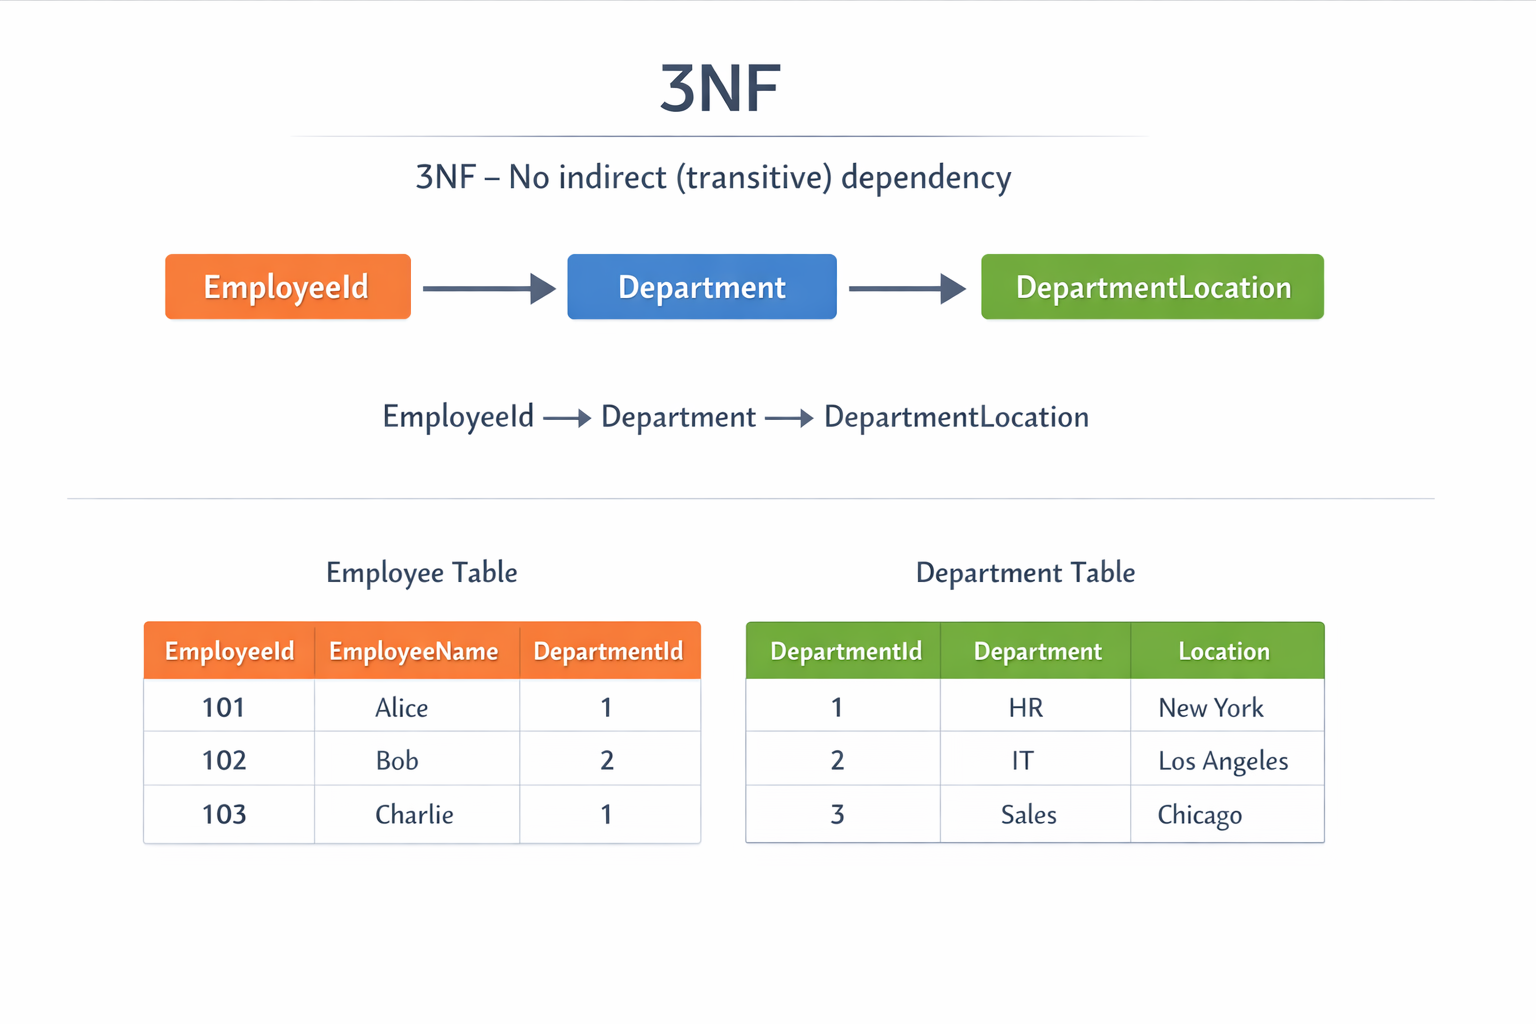 3NF
3NF – No indirect (transitive) dependency
EmployeeId → Department → DepartmentLocation
EmployeeId → Department → DepartmentLocation
Employee Table
Department Table
EmployeeId EmployeeName DepartmentId
101 Alice 1
102 Bob 2
103 Charlie 1
DepartmentId Department Location
1 HR New York
2 IT Los Angeles
3 Sales Chicago